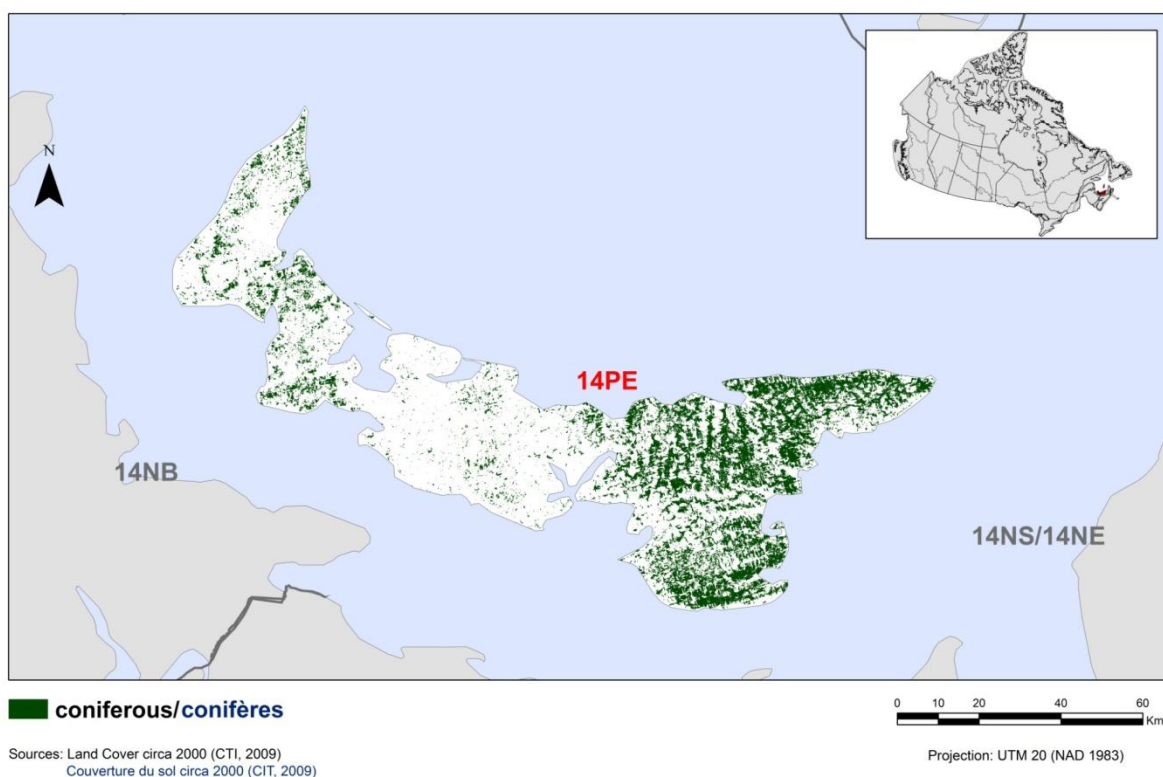 N
14PE
14NB
14NS/14NE
coniferous/conifères
0 10 20 40 60
Km
Sources: Land Cover circa 2000 (CTI, 2009)
Couverture du sol circa 2000 (CIT, 2009)
Projection: UTM 20 (NAD 1983)